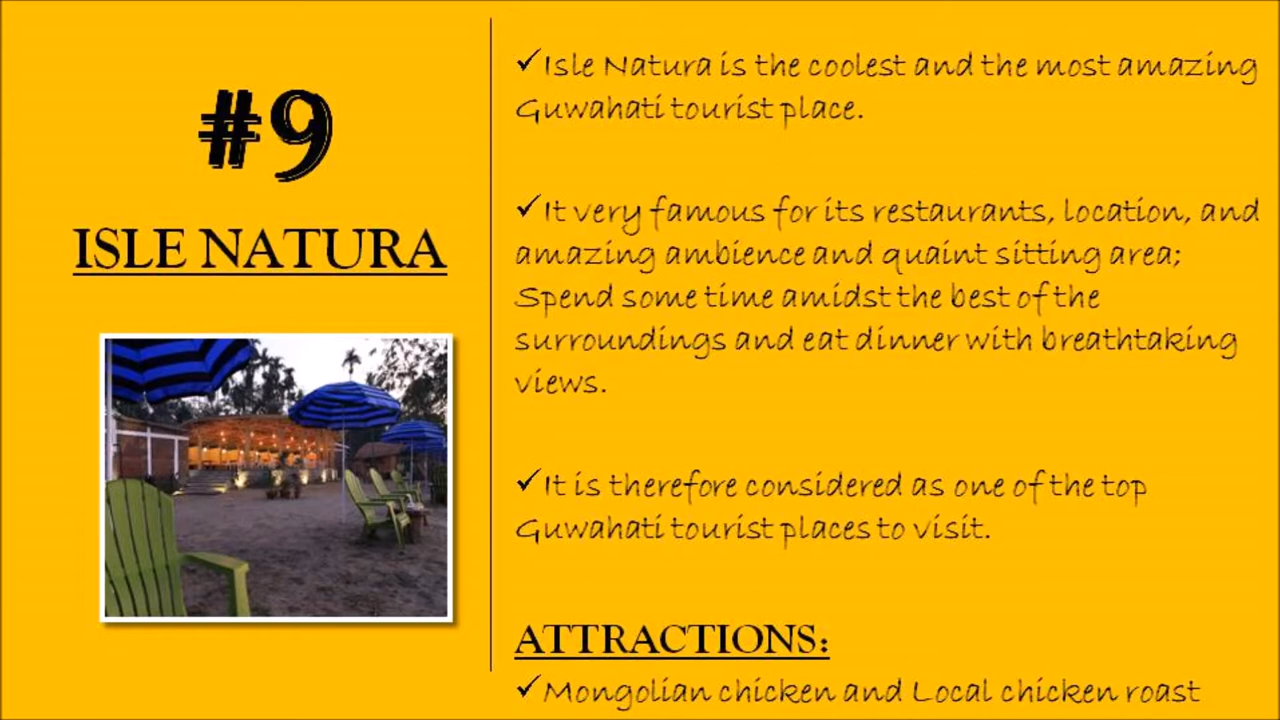 #9
ISLE NATURA
✓Isle Natura is the coolest and the most amazing
Guwahati tourist place.
✓It very famous for its restaurants, location, and
amazing ambience and quaint sitting area;
Spend some time amidst the best of the
surroundings and eat dinner with breathtaking
views.
✓It is therefore considered as one of the top
Guwahati tourist places to visit.
ATTRACTIONS:
✓Mongolian chicken and Local chicken roast